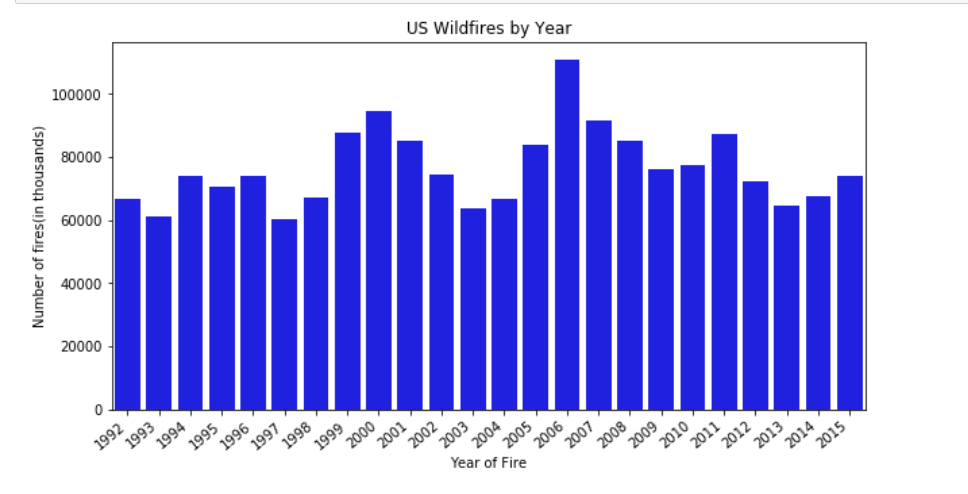 US Wildfires by Year
Number of fires(in thousands)
100000
80000
60000
40000
20000
0
1992 1993 1994 1995 1996 1997 1998 1999 2000 2001 2002 2003 2004 2005 2006 2007 2008 2009 2010 2011 2012 2013 2014 2015
Year of Fire